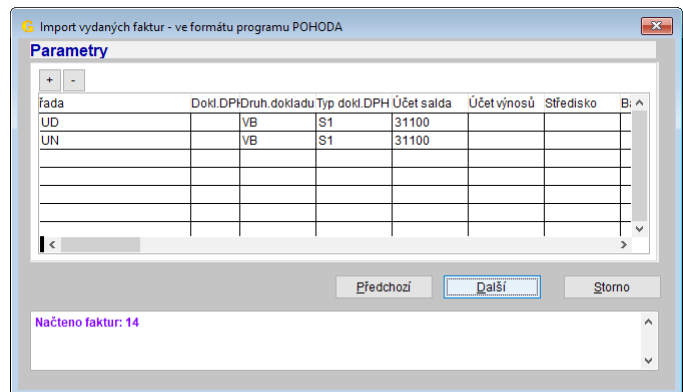 Import vydaných faktur - ve formátu programu POHODA
Parametry
+ -
řada Dokl.DPH Druh.dokladu Typ dokl.DPH Účet salda Účet výnosů Středisko Ba
UD VB S1 31100
UN VB S1 31100
Předchozí Další Storno
Načteno faktur: 14